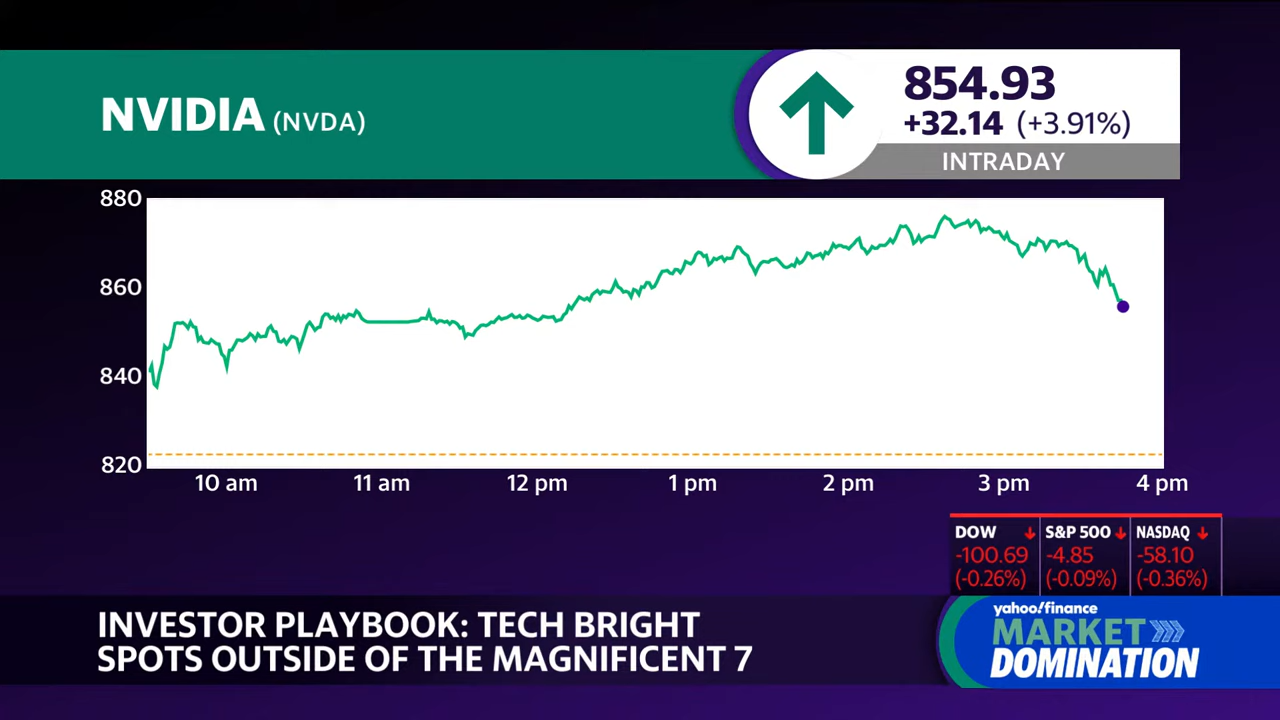 NVIDIA (NVDA)
854.93
+32.14 (+3.91%)
INTRADAY
880
860
840
820
10 am 11 am 12 pm 1 pm 2 pm 3 pm 4 pm
DOW S&P 500 NASDAQ
-100.69 -4.85 -58.10
(-0.26%) (-0.09%) (-0.36%)
INVESTOR PLAYBOOK: TECH BRIGHT
SPOTS OUTSIDE OF THE MAGNIFICENT 7
yahoo!finance
MARKET
DOMINATION